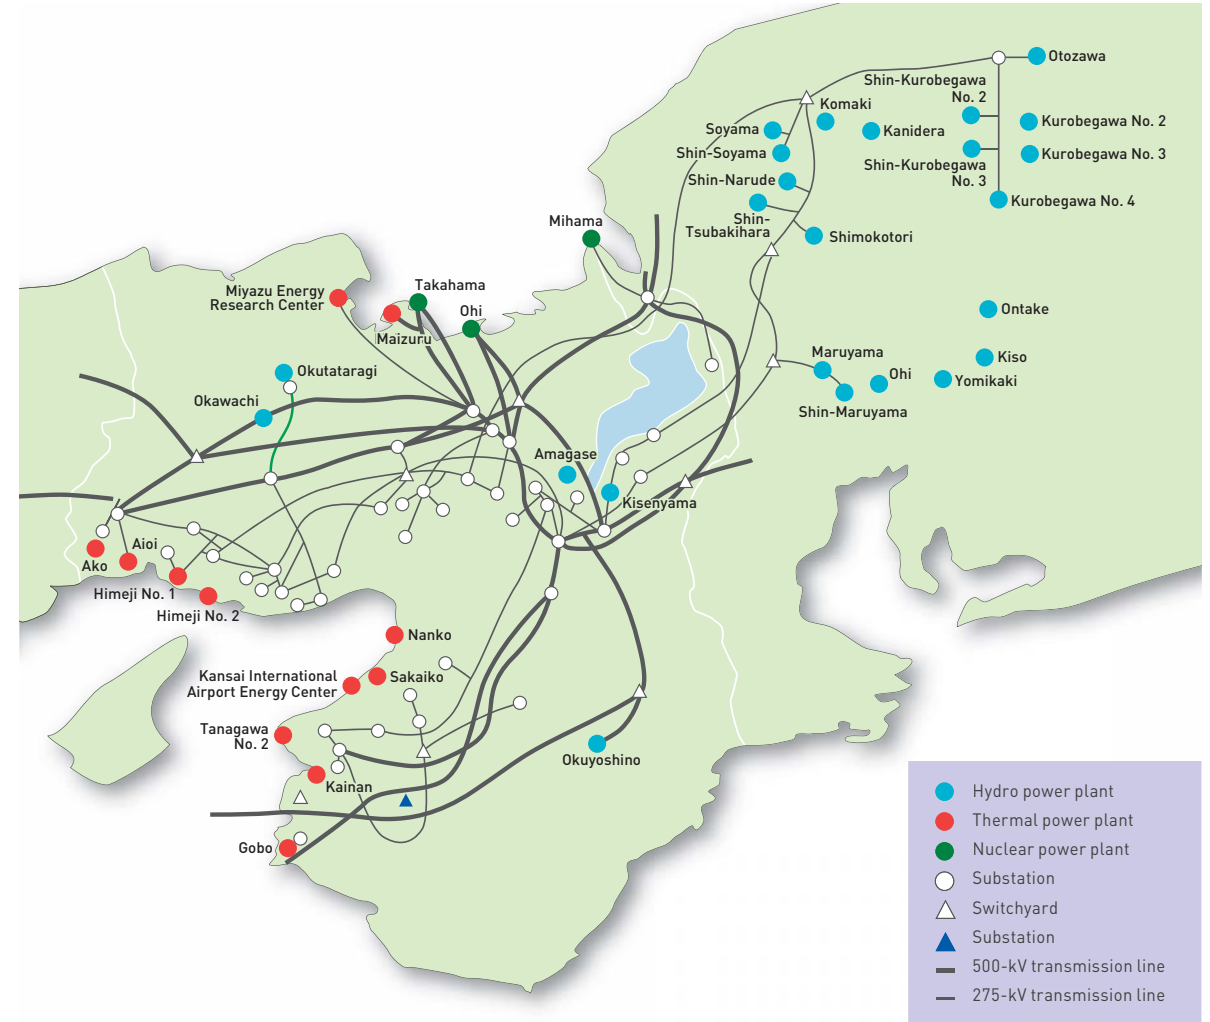 Otozawa
Shin-Kurobegawa
No. 2
Komaki
Kurobegawa No. 2
Soyama
Kanidera
Shin-Soyama
Kurobegawa No. 3
Shin-Kurobegawa
No. 3
Shin-Narude
Kurobegawa No. 4
Mihama
Shin-
Tsubakihara
Shimokotori
Takahama
Miyazu Energy
Research Center
Ohi
Maizuru
Ontake
Maruyama
Kiso
Okutataragi
Ohi
Yomikaki
Okawachi
Shin-Maruyama
Amagase
Kisenyama
Aioi
Ako
Himeji No. 1
Himeji No. 2
Nanko
Kansai International
Airport Energy Center
Sakaiko
Tanagawa
No. 2
Okuyoshino
Kainan
Gobo
Hydro power plant
Thermal power plant
Nuclear power plant
Substation
Switchyard
Substation
500-kV transmission line
275-kV transmission line